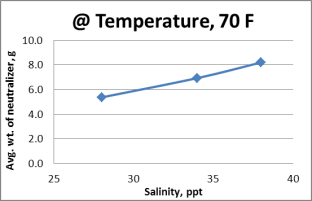 @ Temperature, 70 F
Avg. wt. of neutralizer, g
10.0
8.0
6.0
4.0
2.0
0.0
25 30 35 40
Salinity, ppt